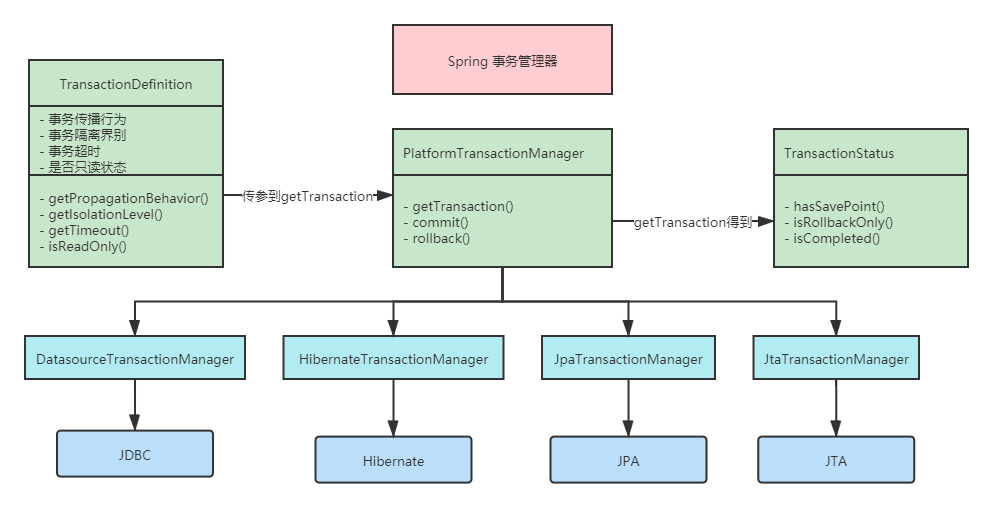 Spring 事务管理器
TransactionDefinition
- 事务传播行为
- 事务隔离界别
- 事务超时
- 是否只读状态
- getPropagationBehavior()
- getIsolationLevel()
- getTimeout()
- isReadOnly()
传参到getTransaction
PlatformTransactionManager
- getTransaction()
- commit()
- rollback()
getTransaction得到
TransactionStatus
- hasSavePoint()
- isRollbackOnly()
- isCompleted()
DatasourceTransactionManager
HibernateTransactionManager
JpaTransactionManager
JtaTransactionManager
JDBC
Hibernate
JPA
JTA